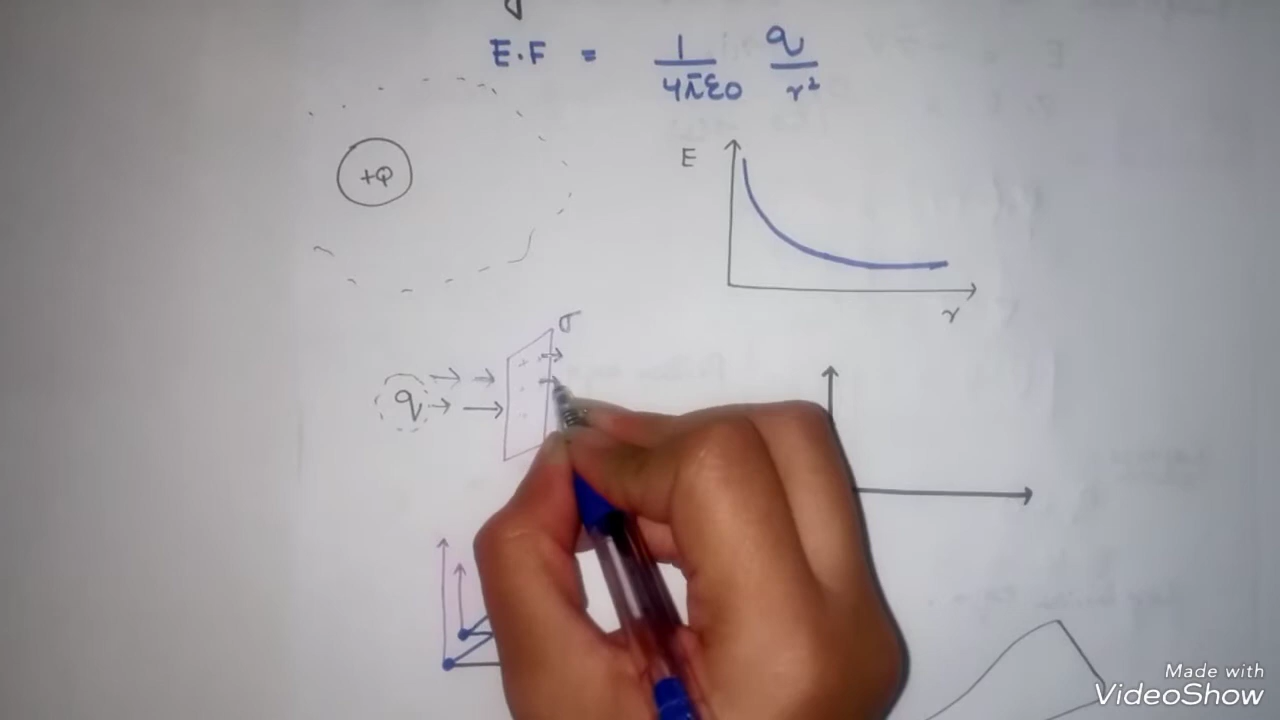 E.F = 1/4πε0 q/r²
+Q
E
r
σ
q
Made with
VideoShow